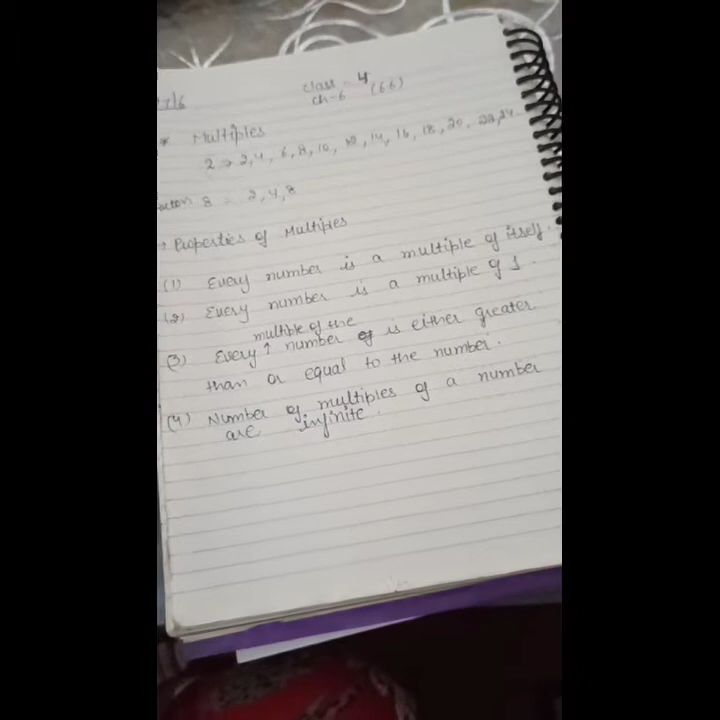 7/6
Class - 4
Ch-6 (66)
* Multiples
2 → 2, 4, 6, 8, 10, 12, 14, 16, 18, 20, 22, 24
8 = 2, 4, 8
→ Properties of Multiples
(1) Every number is a multiple of itself.
(2) Every number is a multiple of 1.
multiple of the
(3) Every ↑ number is either greater
than or equal to the number.
(4) Number of multiples of a number
are infinite.